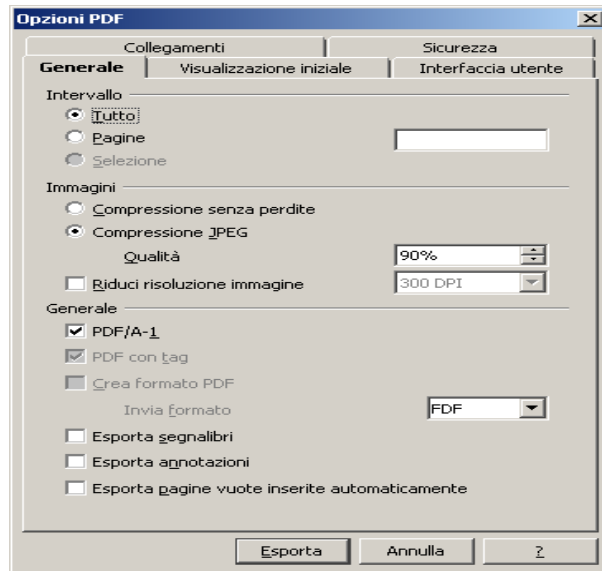 Opzioni PDF
Collegamenti Sicurezza
Generale Visualizzazione iniziale Interfaccia utente
Intervallo
Tutto
Pagine
Selezione
Immagini
Compressione senza perdite
Compressione JPEG
Qualità 90%
Riduci risoluzione immagine 300 DPI
Generale
PDF/A-1
PDF con tag
Crea formato PDF
Invia formato FDF
Esporta segnalibri
Esporta annotazioni
Esporta pagine vuote inserite automaticamente
Esporta Annulla ?